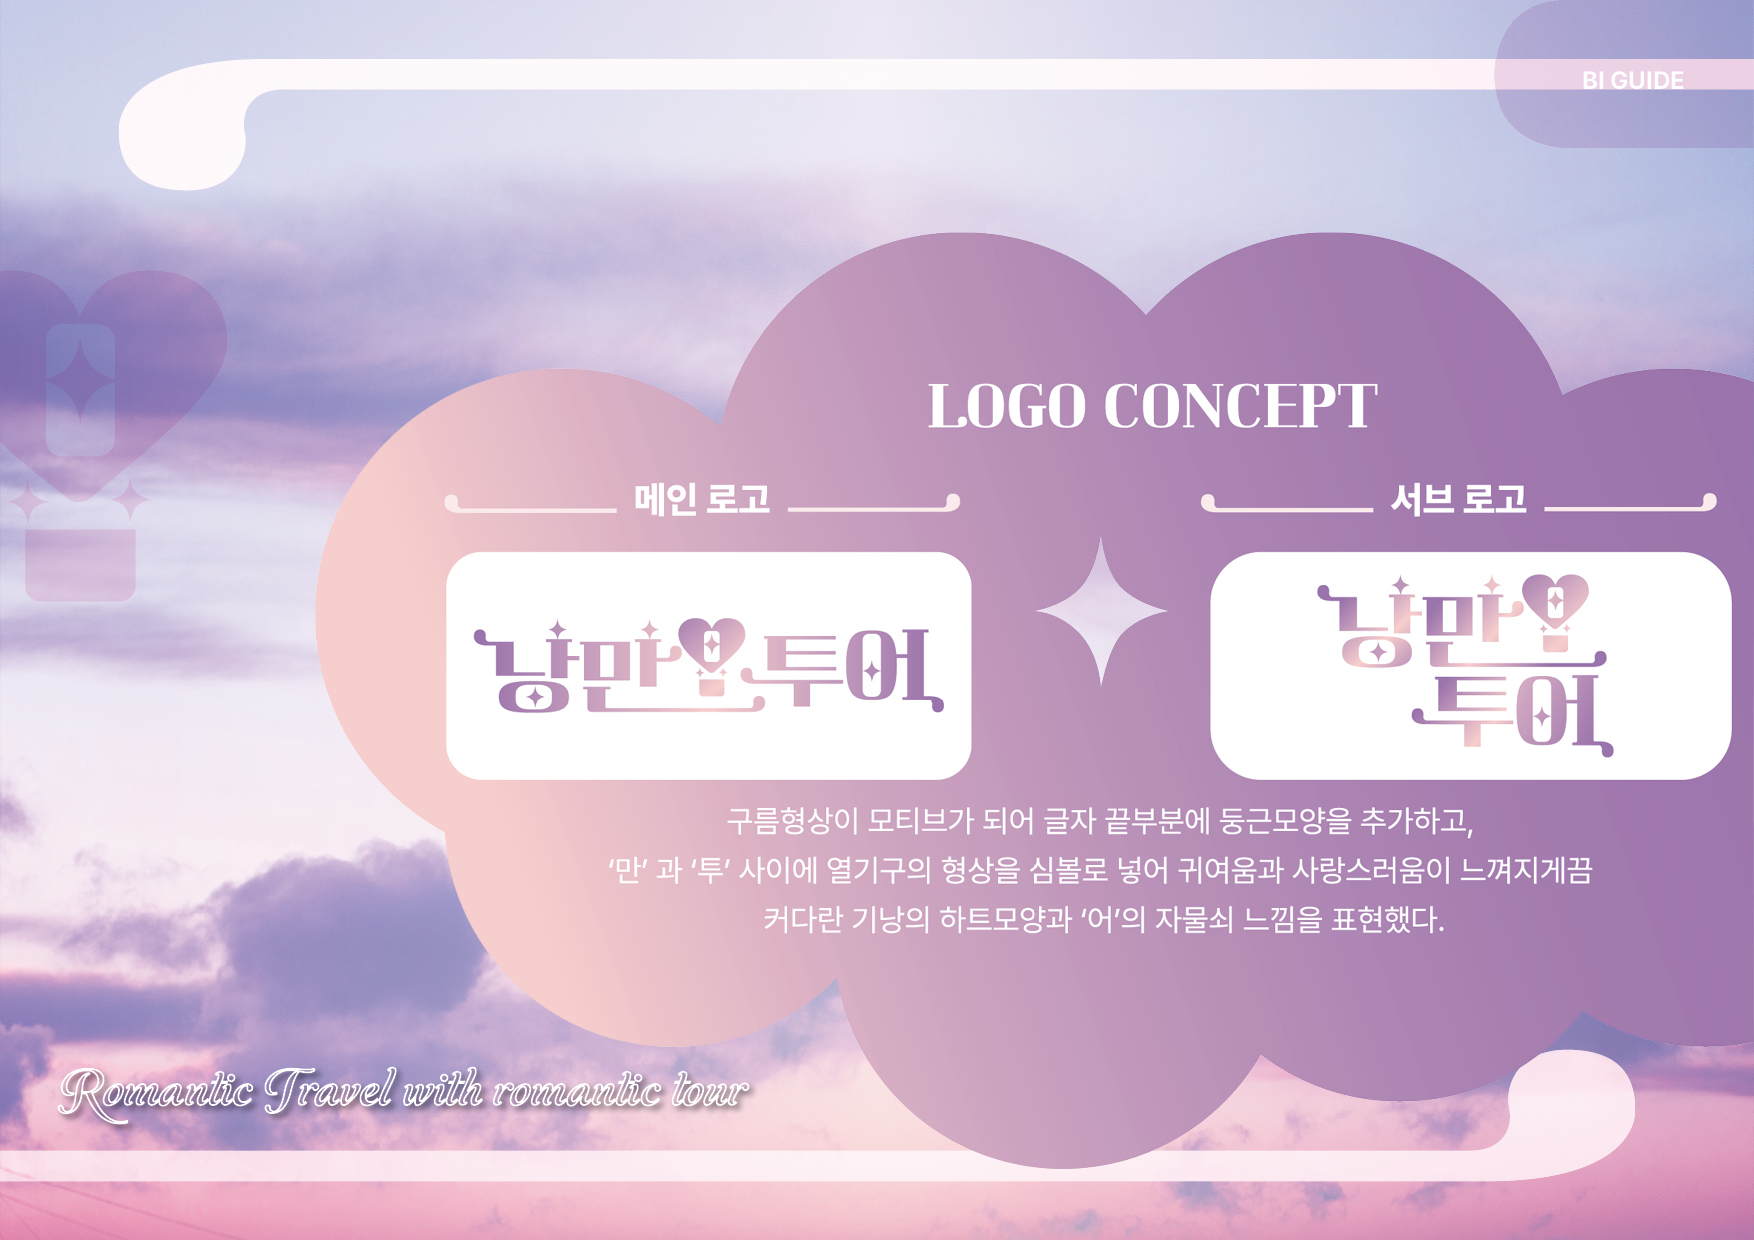 BI GUIDE
LOGO CONCEPT
메인 로고
서브 로고
낭만투어
낭만
투어
구름형상이 모티브가 되어 글자 끝부분에 둥근모양을 추가하고,
‘만’ 과 ‘투’ 사이에 열기구의 형상을 심볼로 넣어 귀여움과 사랑스러움이 느껴지게끔
커다란 기낭의 하트모양과 ‘어’의 자물쇠 느낌을 표현했다.
Romantic Travel with romantic tour